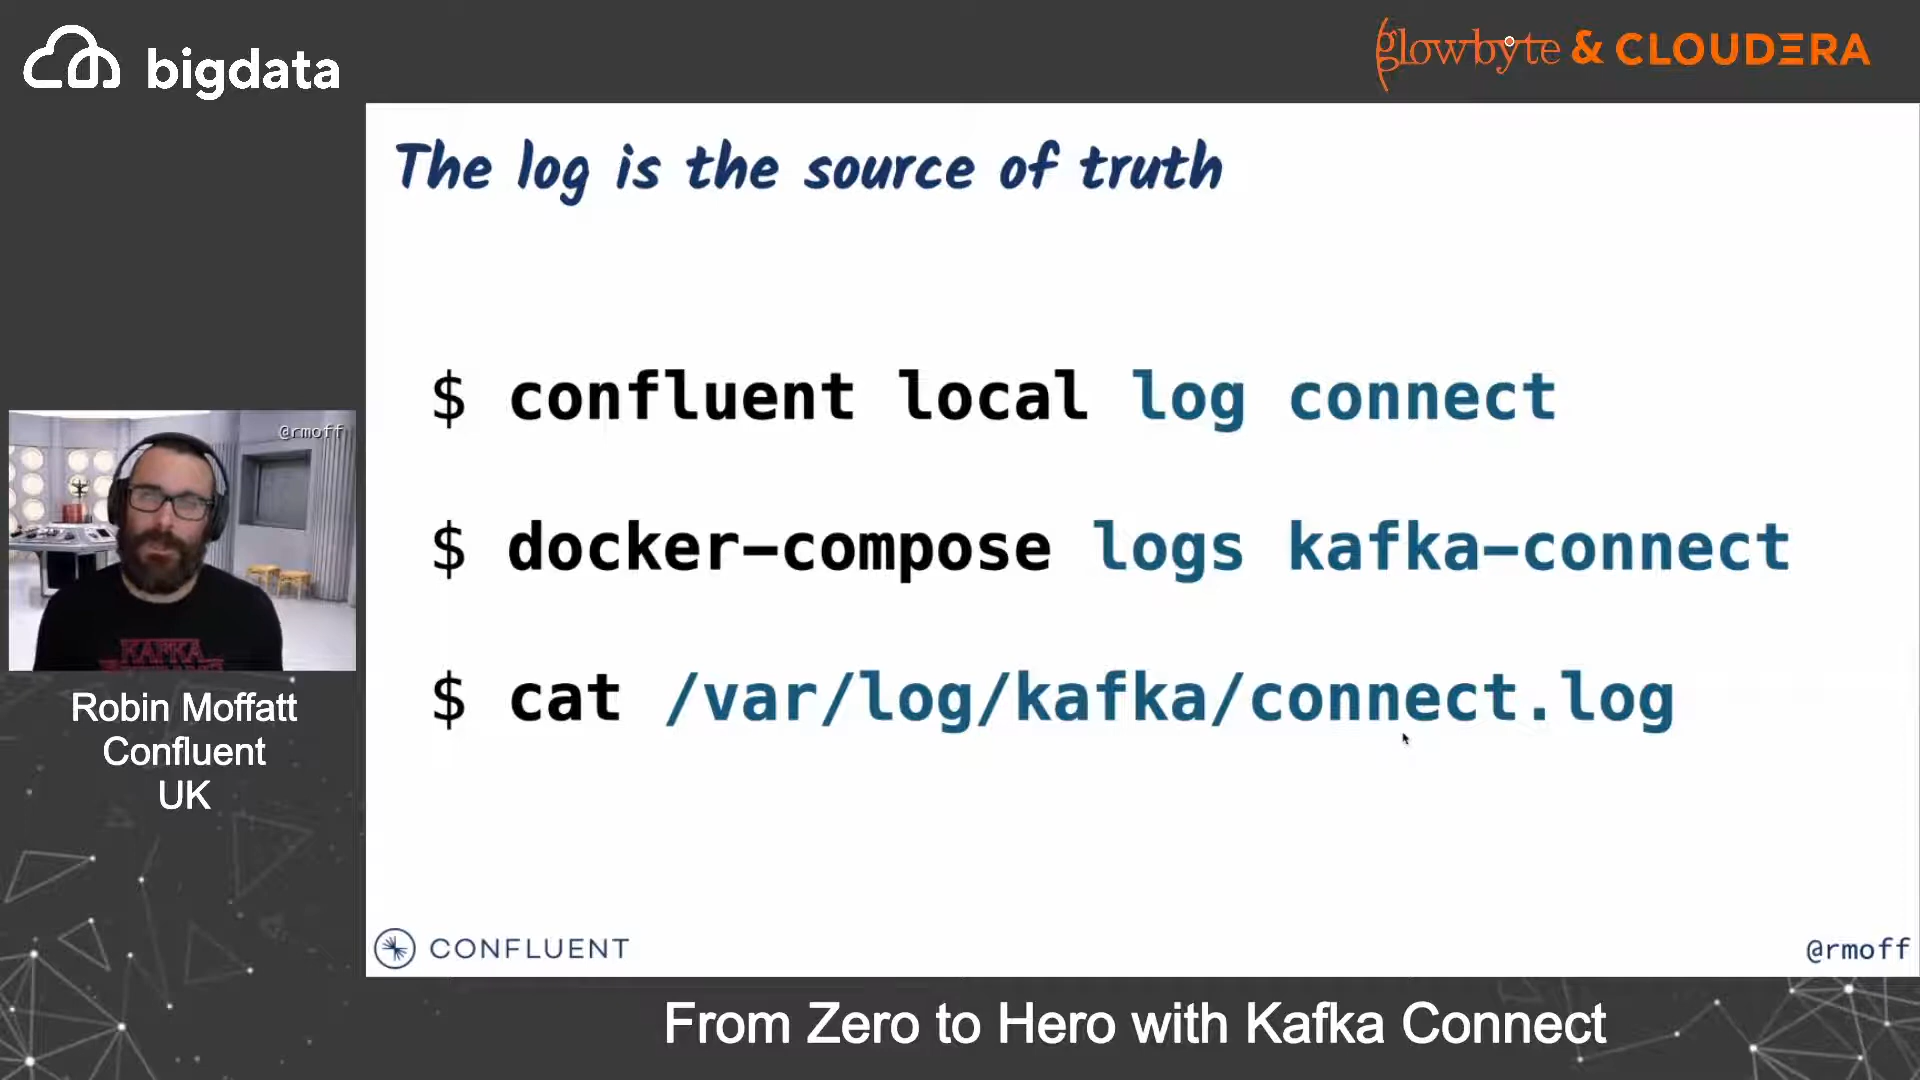 bigdata
glowbyte & CLOUDERA
The log is the source of truth
$ confluent local log connect
$ docker-compose logs kafka-connect
$ cat /var/log/kafka/connect.log
@rmoff
KAFKA
Robin Moffatt
Confluent
UK
CONFLUENT
@rmoff
From Zero to Hero with Kafka Connect